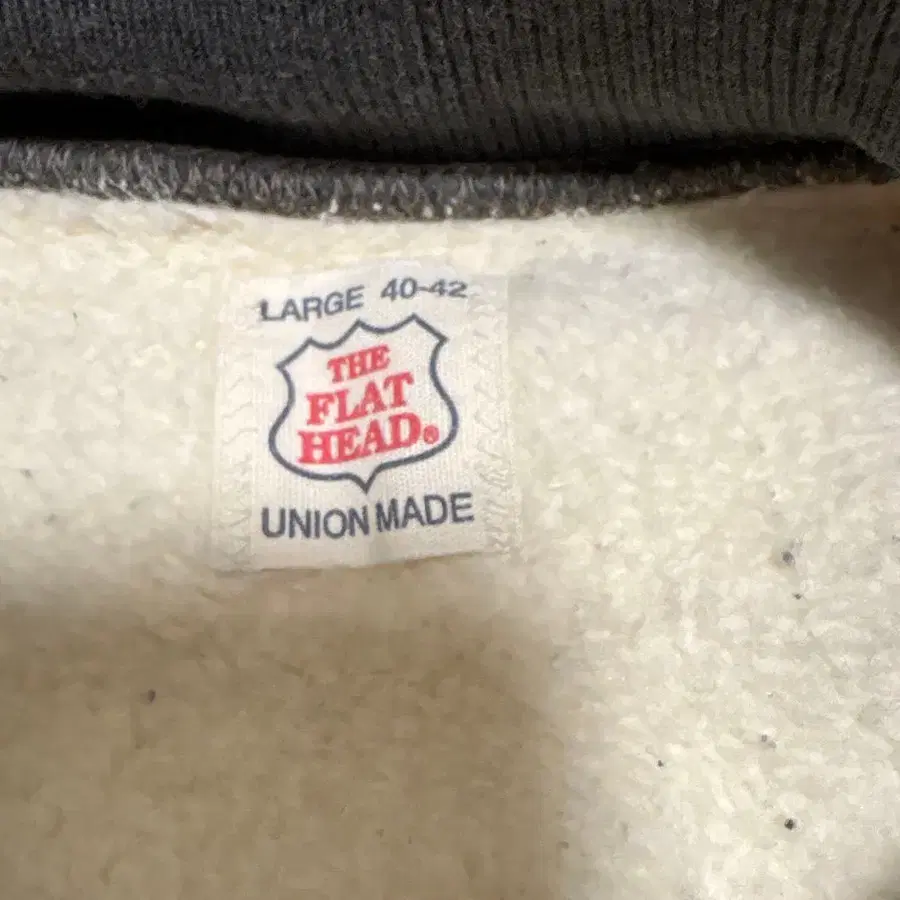 LARGE 40-42
THE
FLAT
HEAD®
UNION MADE